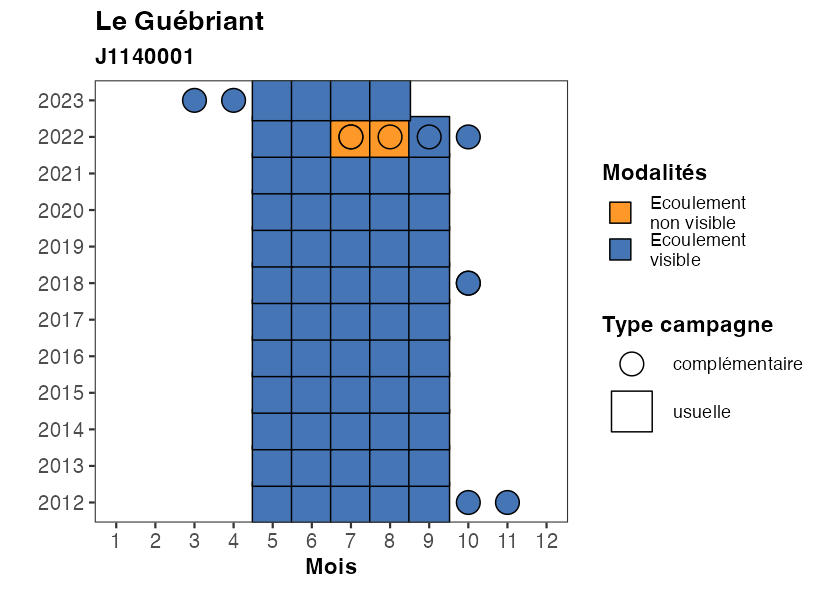 Le Guébriant
J1140001
2023
2022
2021
2020
2019
2018
2017
2016
2015
2014
2013
2012
1 2 3 4 5 6 7 8 9 10 11 12
Mois
Modalités
Ecoulement
non visible
Ecoulement
visible
Type campagne
complémentaire
usuelle